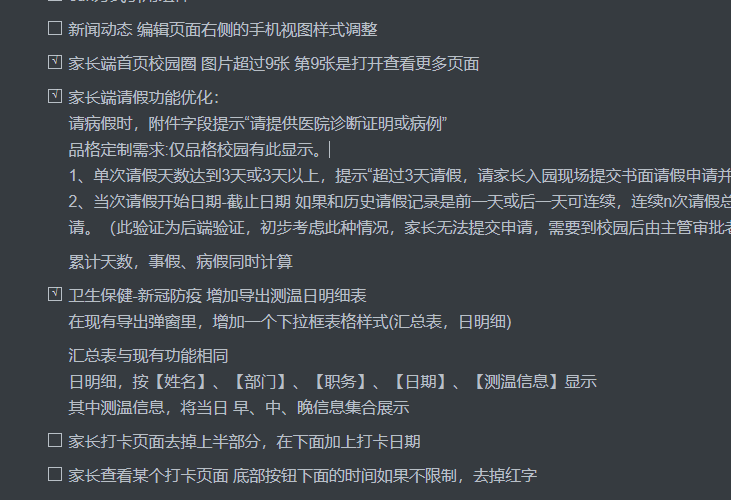 新闻动态 编辑页面右侧的手机视图样式调整
家长端首页校园圈 图片超过9张 第9张是打开查看更多页面
家长端请假功能优化：
请病假时，附件字段提示“请提供医院诊断证明或病例”
品格定制需求:仅品格校园有此显示。
1、单次请假天数达到3天或3天以上，提示“超过3天请假，请家长入园现场提交书面请假申请并
2、当次请假开始日期-截止日期 如果和历史请假记录是前一天或后一天可连续，连续n次请假总
请。（此验证为后端验证，初步考虑此种情况，家长无法提交申请，需要到校园后由主管审批者
累计天数，事假、病假同时计算
卫生保健-新冠防疫 增加导出测温日明细表
在现有导出弹窗里，增加一个下拉框表格样式(汇总表，日明细)
汇总表与现有功能相同
日明细，按【姓名】、【部门】、【职务】、【日期】、【测温信息】显示
其中测温信息，将当日 早、中、晚信息集合展示
家长打卡页面去掉上半部分，在下面加上打卡日期
家长查看某个打卡页面 底部按钮下面的时间如果不限制，去掉红字